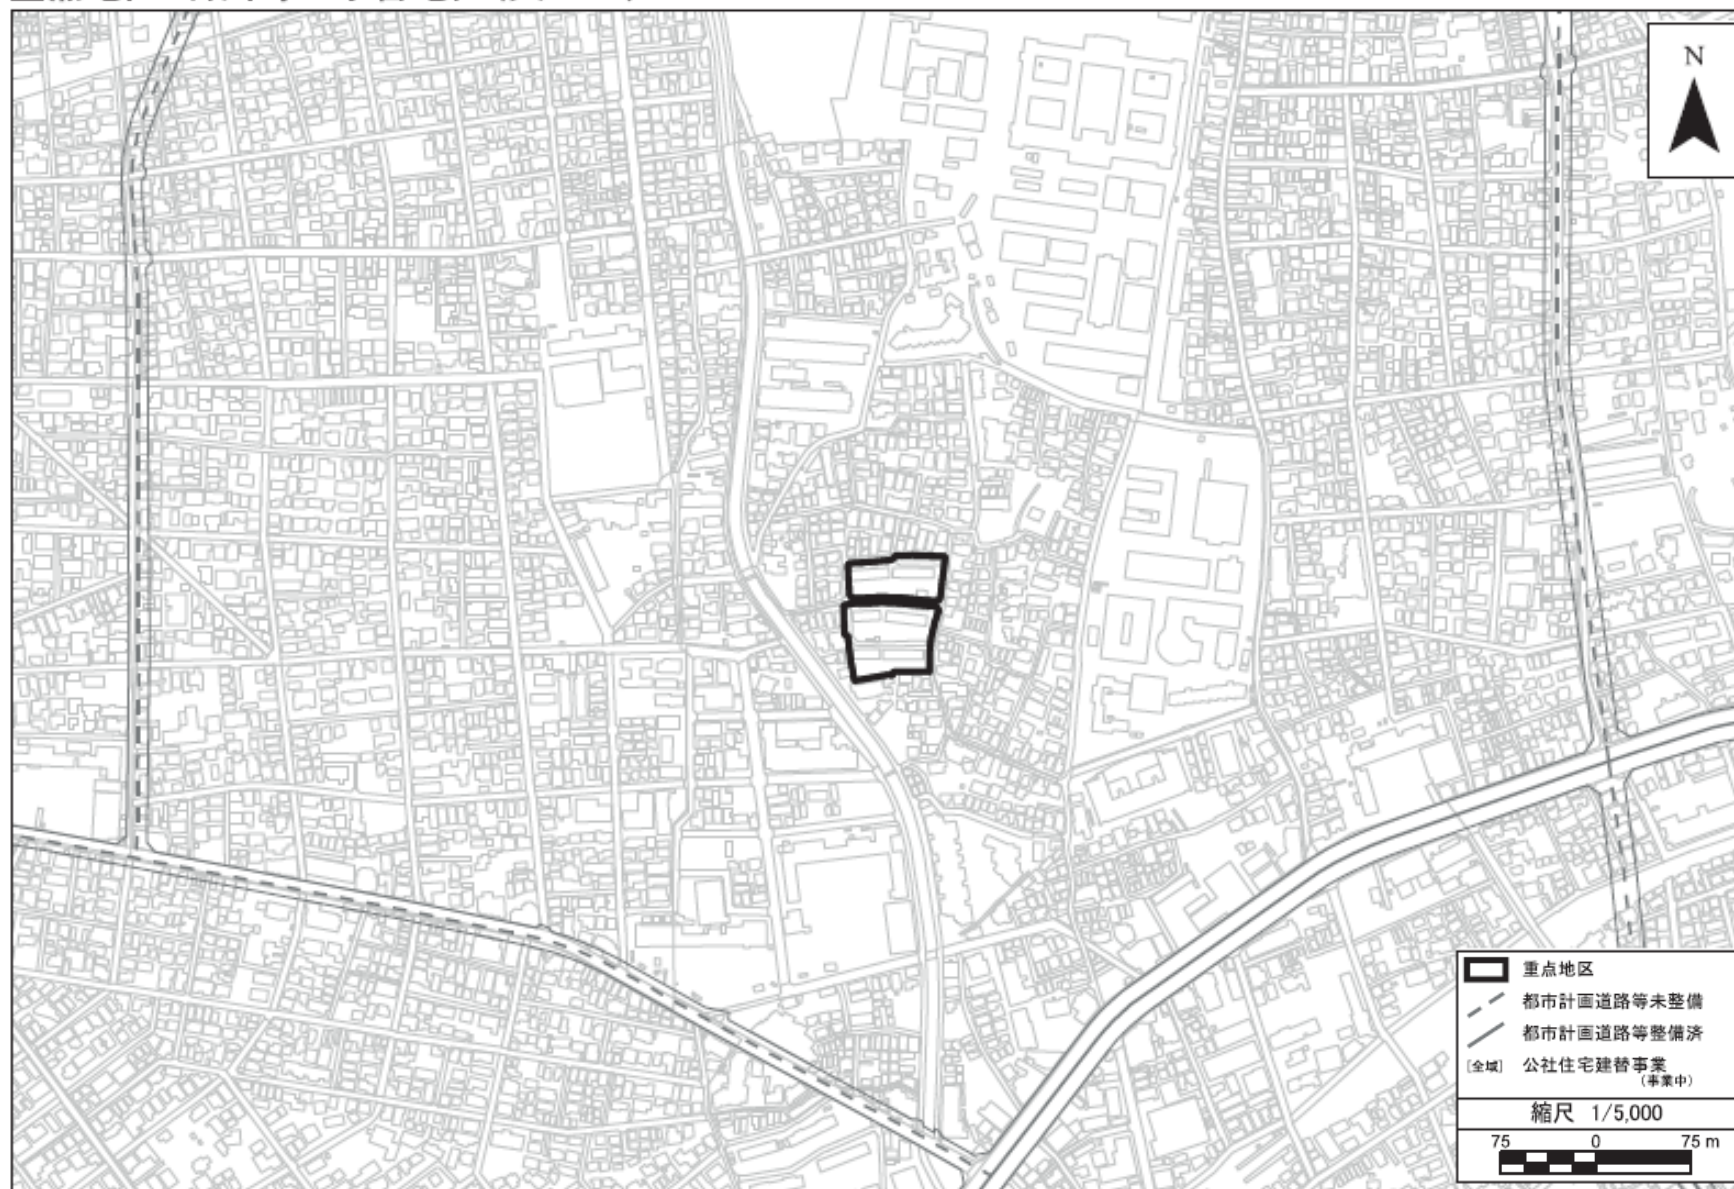 N
重点地区
都市計画道路等未整備
都市計画道路等整備済
[全域] 公社住宅建替事業
(事業中)
縮尺 1/5,000
75 0 75 m